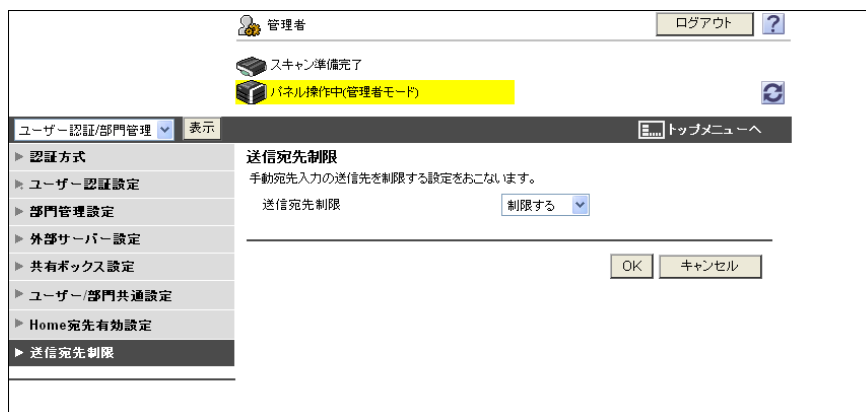 管理者
ログアウト
?
スキャン準備完了
パネル操作中(管理者モード)
ユーザー認証/部門管理
表示
トップメニューへ
認証方式
ユーザー認証設定
部門管理設定
外部サーバー設定
共有ボックス設定
ユーザー/部門共通設定
Home宛先有効設定
送信宛先制限
送信宛先制限
手動宛先入力の送信先を制限する設定をおこないます。
送信宛先制限
制限する
OK
キャンセル